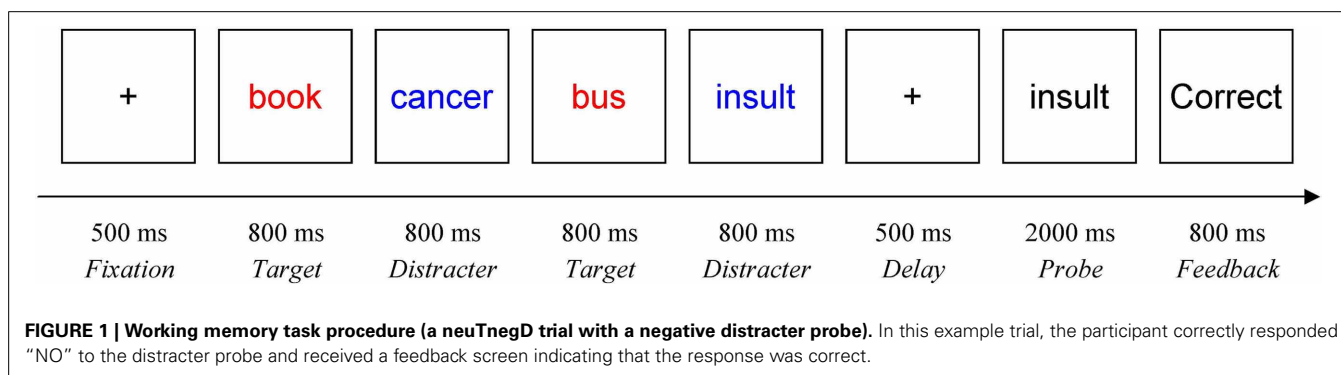 + book cancer bus insult + insult Correct
500 ms 800 ms 800 ms 800 ms 800 ms 500 ms 2000 ms 800 ms
Fixation Target Distracter Target Distracter Delay Probe Feedback
FIGURE 1 | Working memory task procedure (a neuTnegD trial with a negative distracter probe). In this example trial, the participant correctly responded
“NO” to the distracter probe and received a feedback screen indicating that the response was correct.